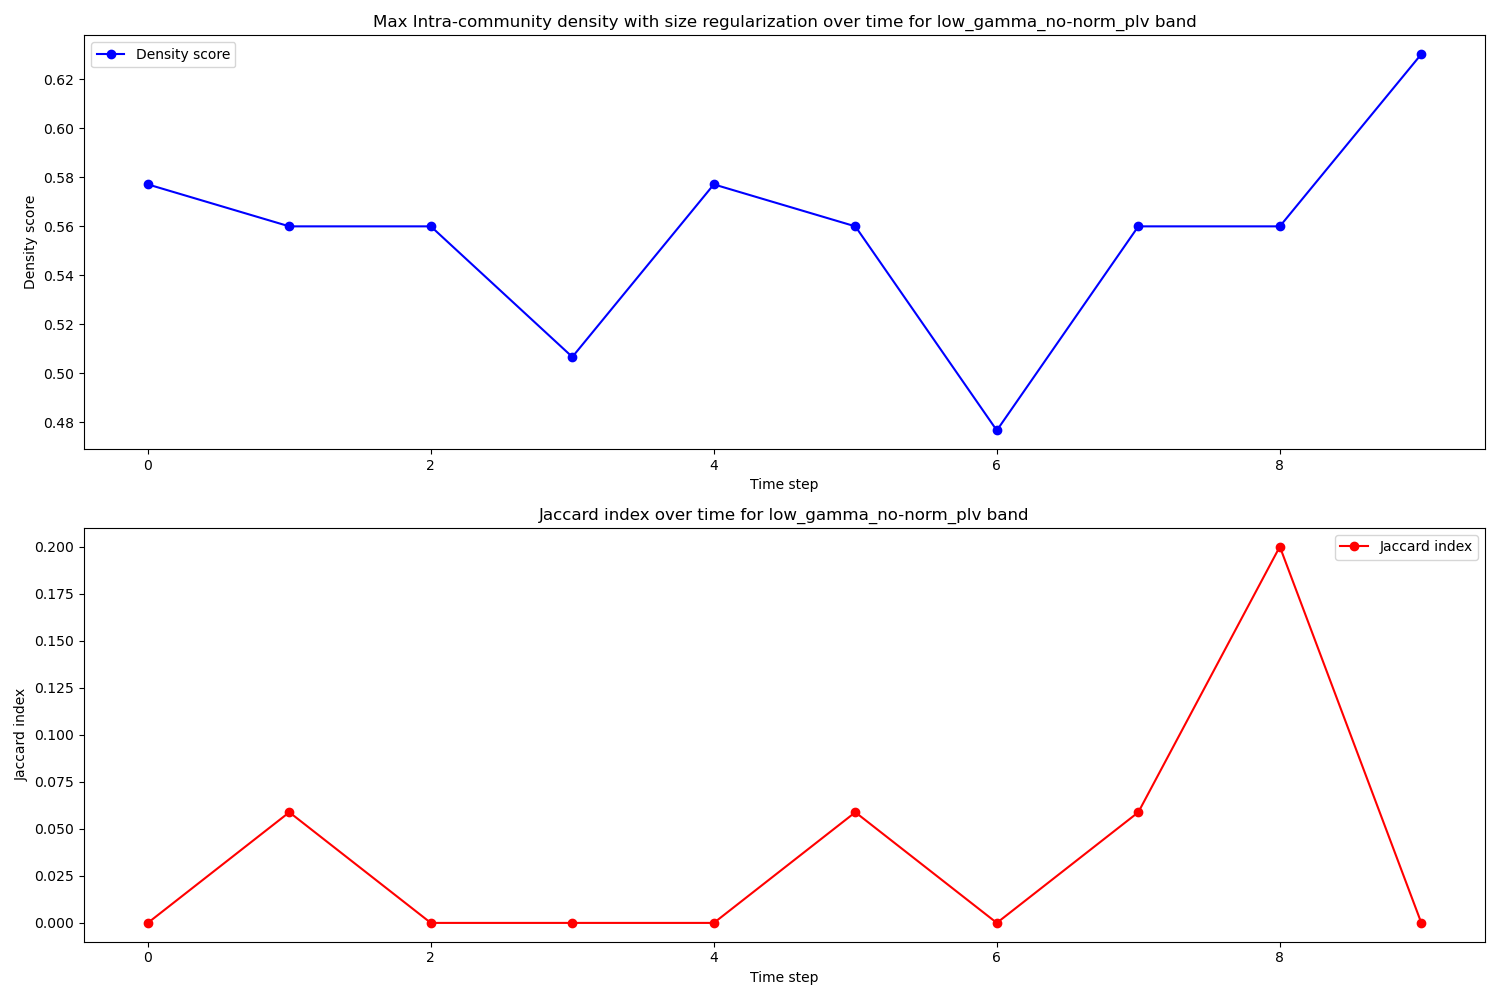 Max Intra-community density with size regularization over time for low_gamma_no-norm_plv band
Density score
0.62
0.60
0.58
0.56
0.54
0.52
0.50
0.48
Density score
0 2 4 6 8
Time step
Jaccard index over time for low_gamma_no-norm_plv band
Jaccard index
0.200
0.175
0.150
0.125
0.100
0.075
0.050
0.025
0.000
Jaccard index
0 2 4 6 8
Time step